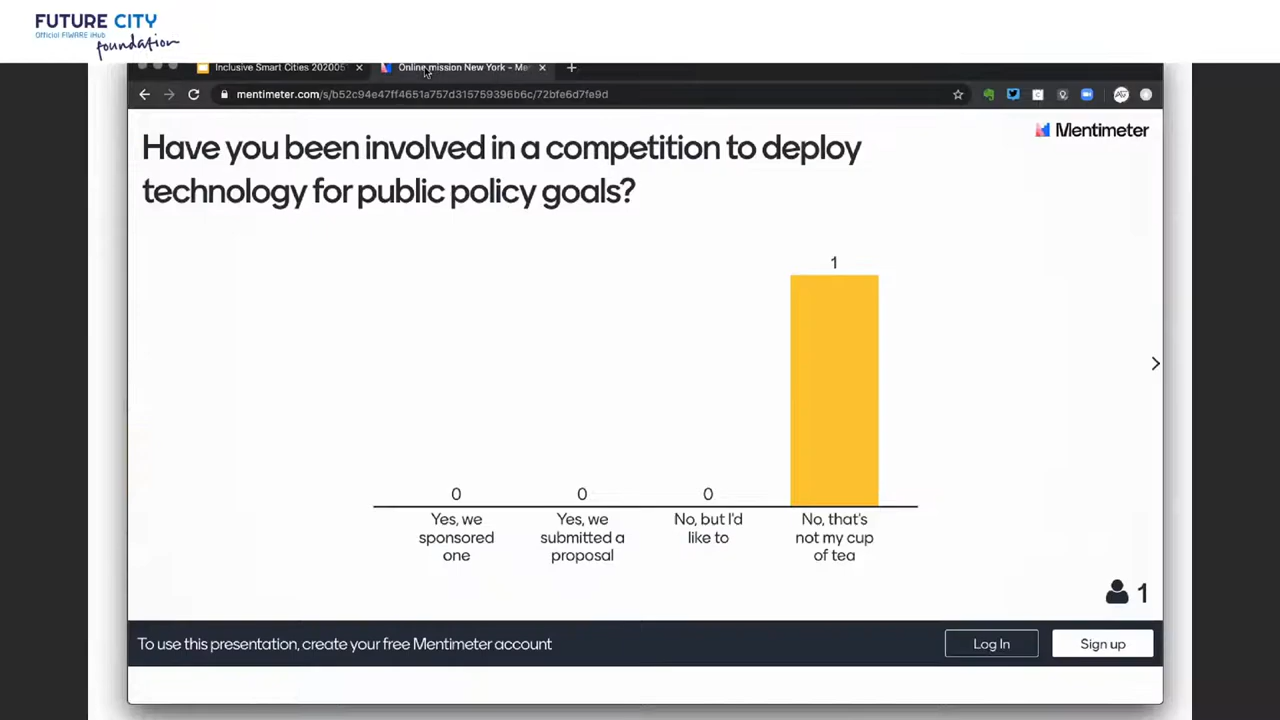 FUTURE CITY
Official FIWARE iHub
foundation
Inclusive Smart Cities 202005
Online mission New York – Me
mentimeter.com/s/b52c94e47ff4651a757d315759396b6c/72bfe6d7fe9d
Mentimeter
Have you been involved in a competition to deploy
technology for public policy goals?
1
0
0
0
Yes, we
sponsored
one
Yes, we
submitted a
proposal
No, but I'd
like to
No, that's
not my cup
of tea
1
To use this presentation, create your free Mentimeter account
Log In
Sign up